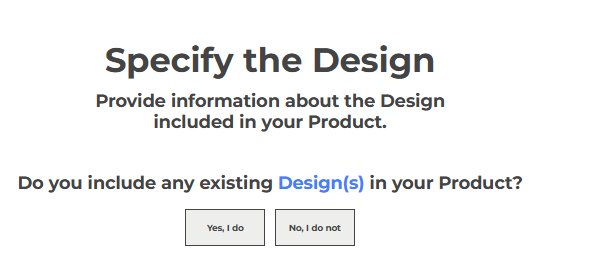 Specify the Design
Provide information about the Design
included in your Product.
Do you include any existing Design(s) in your Product?
Yes, I do
No, I do not